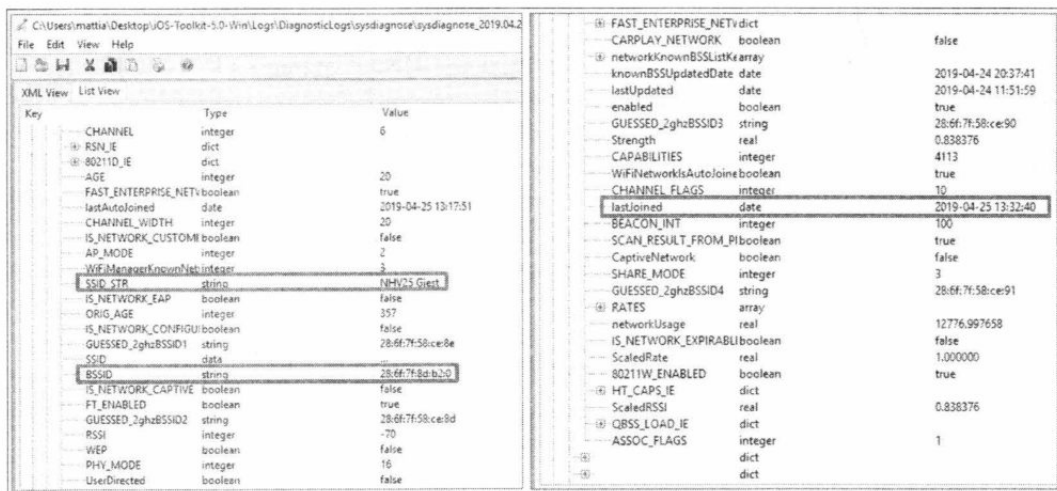 C:\Users\mattia\Desktop\iOS-Toolkit-5.0-Win\Logs\DiagnosticLogs\sysdiagnose\sysdiagnose_2019.04.2
File Edit View Help
XML View List View
Key Type Value
CHANNEL integer 6
RSN_IE dict
80211D_IE dict
AGE integer 20
FAST_ENTERPRISE_NETV boolean true
lastAutoJoined date 2019-04-25 13:17:51
CHANNEL_WIDTH integer 20
IS_NETWORK_CUSTOMI boolean false
AP_MODE integer 2
WiFiManagerKnownNet integer 3
SSID_STR string NHV25 Giest
IS_NETWORK_EAP boolean false
ORIG_AGE integer 357
IS_NETWORK_CONFIGUI boolean false
GUESSED_2ghzBSSID1 string 28:6f:7f:58:ce:8e
SSID data ...
BSSID string 28:6f:7f:8d:b2:0
IS_NETWORK_CAPTIVE boolean false
FT_ENABLED boolean true
GUESSED_2ghzBSSID2 string 28:6f:7f:58:ce:8d
RSSI integer -70
WEP boolean false
PHY_MODE integer 16
UserDirected boolean false
FAST_ENTERPRISE_NETV dict
CARPLAY_NETWORK boolean false
networkKnownBSSListKe array
knownBSSUpdatedDate date 2019-04-24 20:37:41
lastUpdated date 2019-04-24 11:51:59
enabled boolean true
GUESSED_2ghzBSSID3 string 28:6f:7f:58:ce:90
Strength real 0.838376
CAPABILITIES integer 4113
WiFiNetworkIsAutoJoine boolean true
CHANNEL_FLAGS integer 10
lastJoined date 2019-04-25 13:32:40
BEACON_INT integer 100
SCAN_RESULT_FROM_PI boolean true
CaptiveNetwork boolean false
SHARE_MODE integer 3
GUESSED_2ghzBSSID4 string 28:6f:7f:58:ce:91
RATES array
networkUsage real 12776.997658
IS_NETWORK_EXPIRABLI boolean false
ScaledRate real 1.000000
80211W_ENABLED boolean true
HT_CAPS_IE dict
ScaledRSSI real 0.838376
QBSS_LOAD_IE dict
ASSOC_FLAGS integer 1
dict
dict